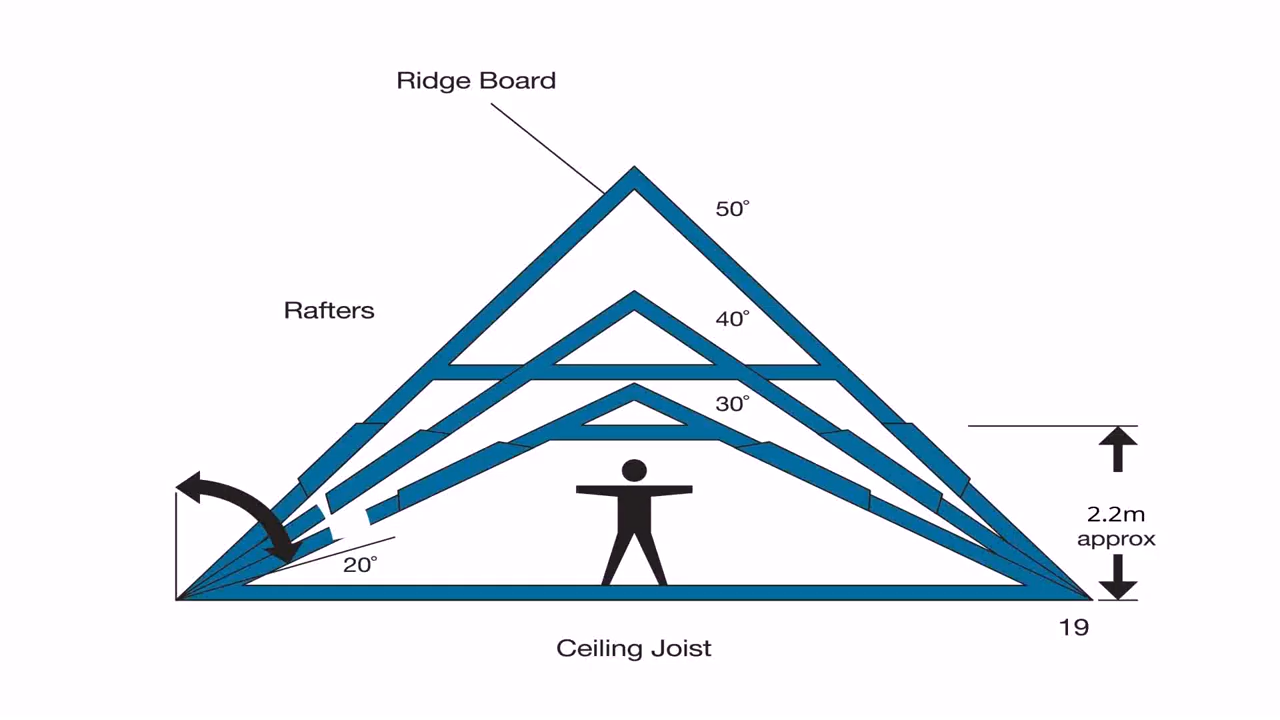 Ridge Board
50°
Rafters
40°
30°
2.2m
approx
20°
19
Ceiling Joist